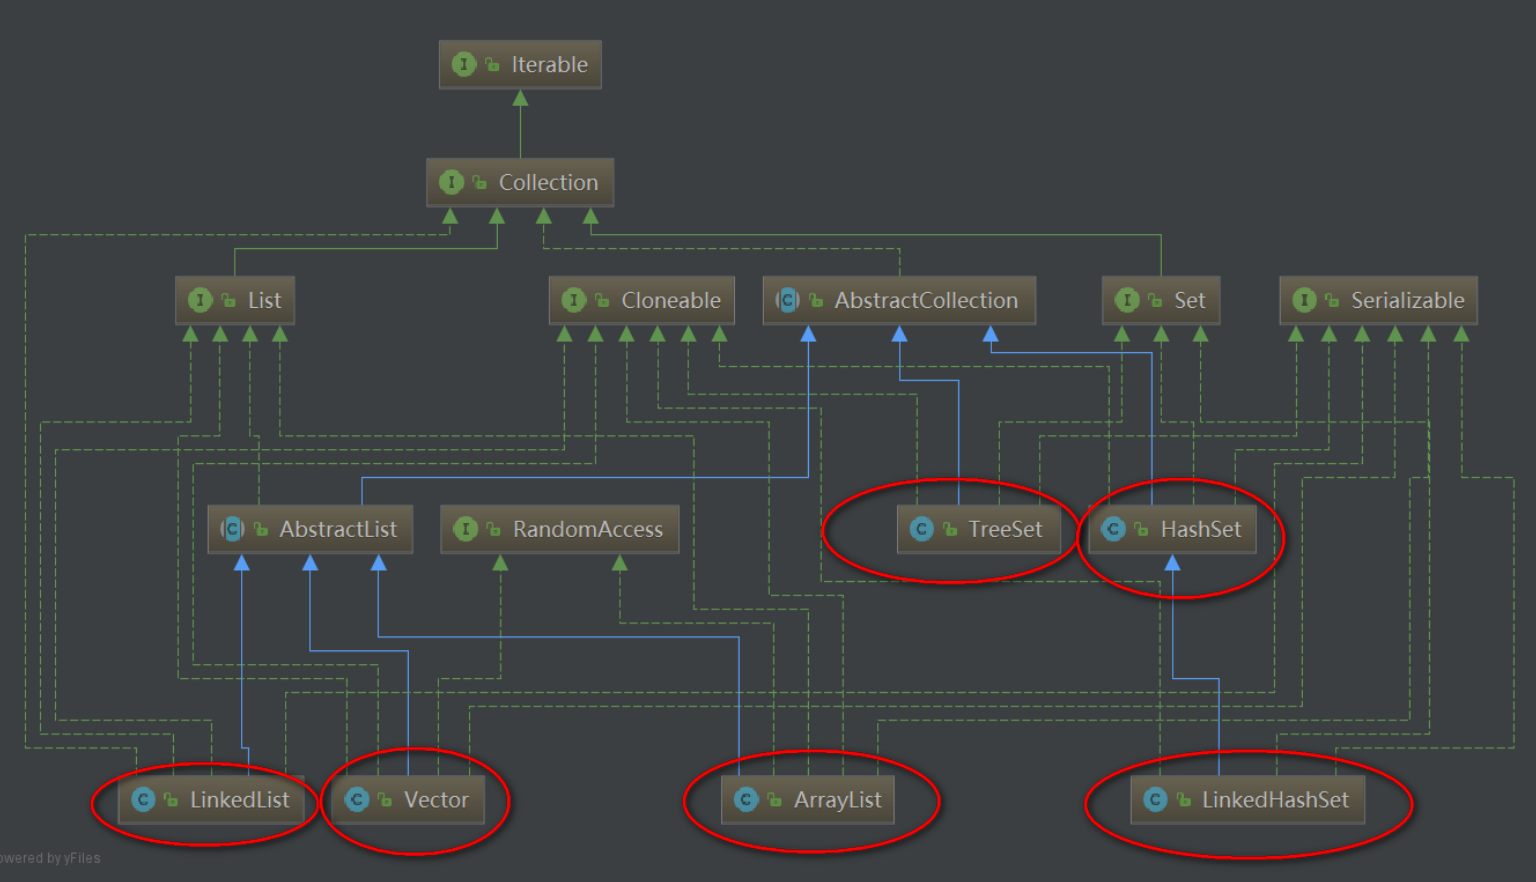 I Iterable
I Collection
I List
I Cloneable
C AbstractCollection
I Set
I Serializable
C AbstractList
I RandomAccess
C TreeSet
C HashSet
C LinkedList
C Vector
C ArrayList
C LinkedHashSet
owered by yFiles